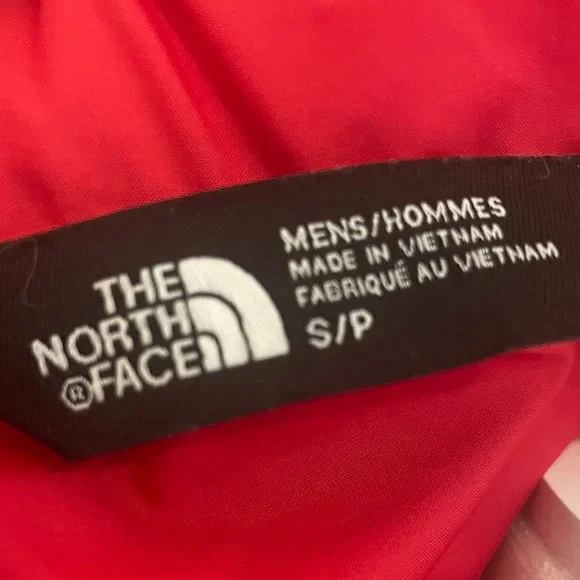 THE
NORTH
®FACE
MENS/HOMMES
MADE IN VIETNAM
FABRIQUÉ AU VIETNAM
S/P